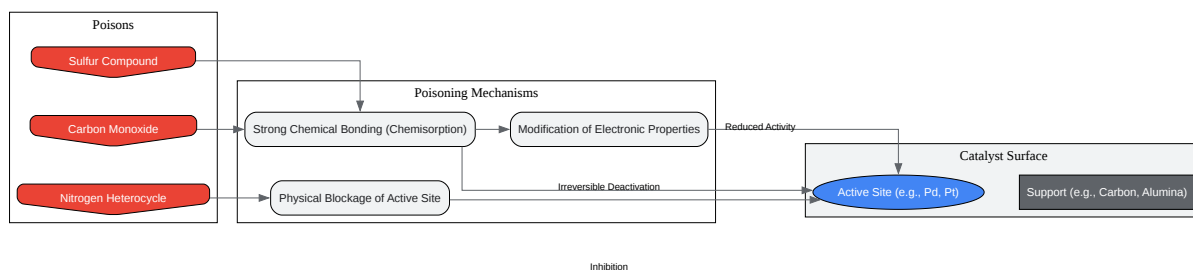 Poisons
Sulfur Compound
Carbon Monoxide
Nitrogen Heterocycle
Poisoning Mechanisms
Strong Chemical Bonding (Chemisorption)
Modification of Electronic Properties
Physical Blockage of Active Site
Reduced Activity
Irreversible Deactivation
Catalyst Surface
Active Site (e.g., Pd, Pt)
Support (e.g., Carbon, Alumina)
Inhibition